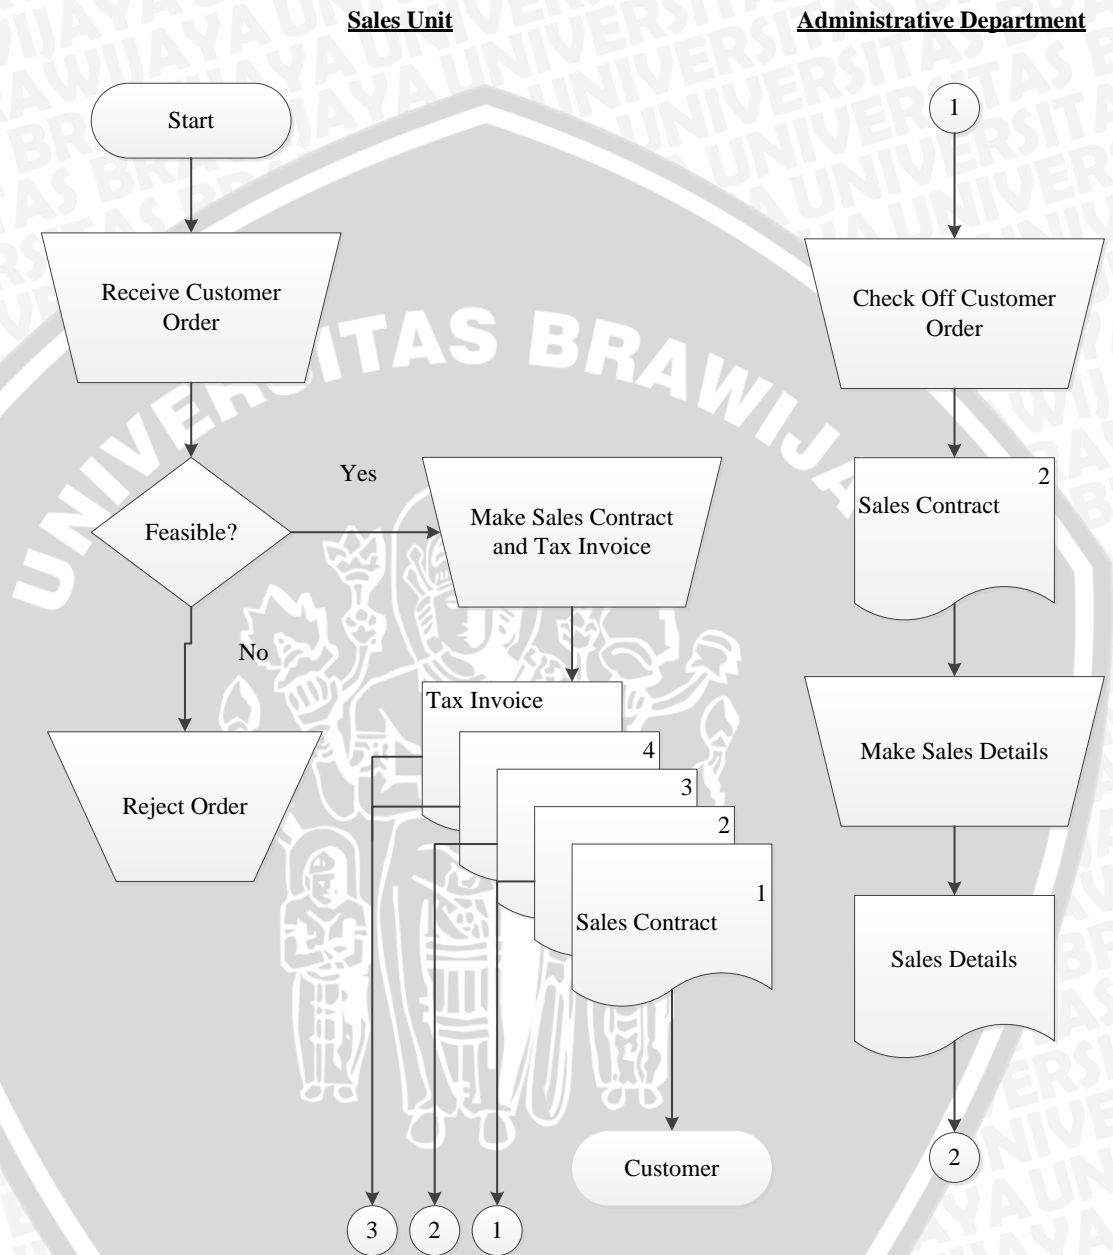 Sales Unit
Administrative Department
Start
Receive Customer
Order
Feasible?
Yes
No
Reject Order
Make Sales Contract
and Tax Invoice
Tax Invoice
4
3
2
1
Sales Contract
Customer
3
2
1
1
Check Off Customer
Order
2
Sales Contract
Make Sales Details
Sales Details
2
UNIVERSITAS BRAWIJA